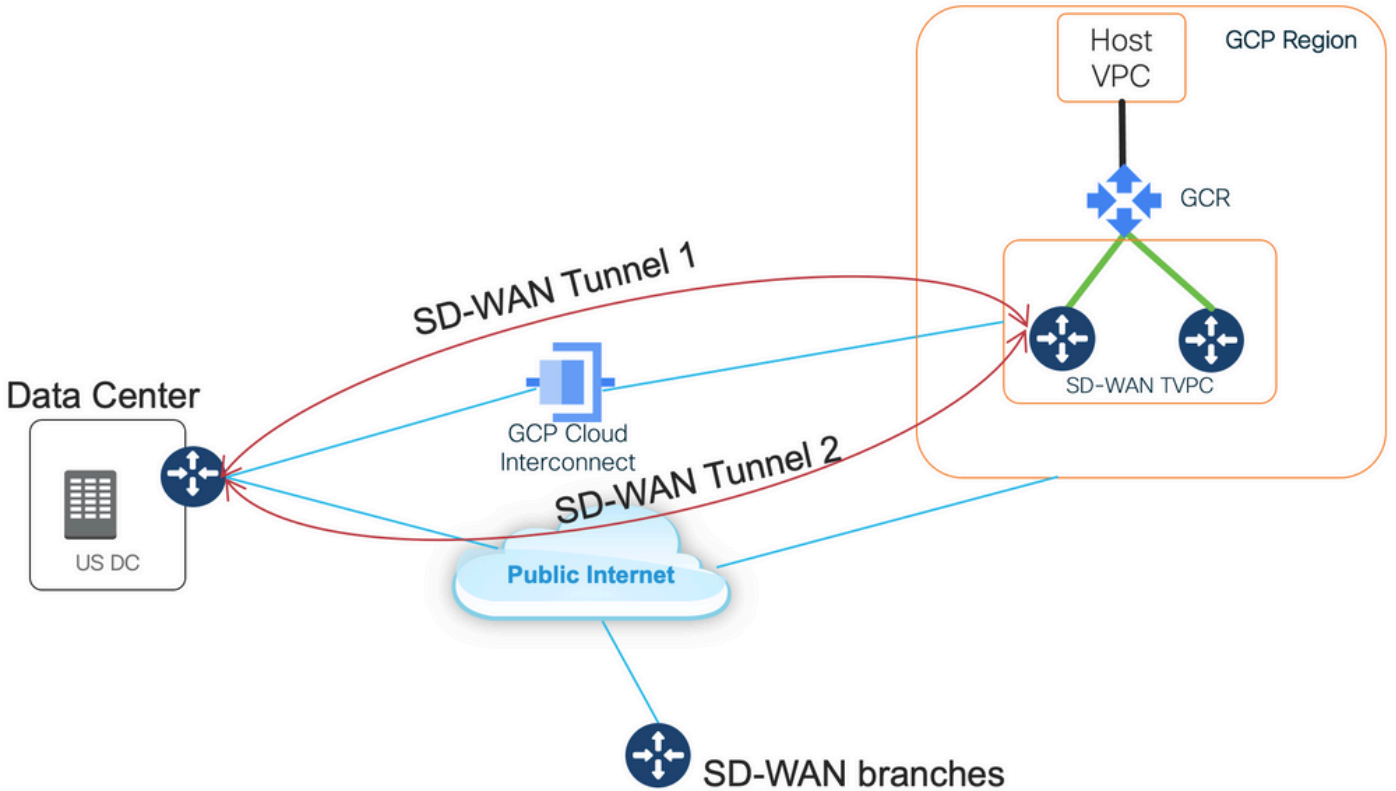 Host
VPC
GCP Region
GCR
SD-WAN Tunnel 1
SD-WAN TVPC
Data Center
GCP Cloud
Interconnect
SD-WAN Tunnel 2
US DC
Public Internet
SD-WAN branches